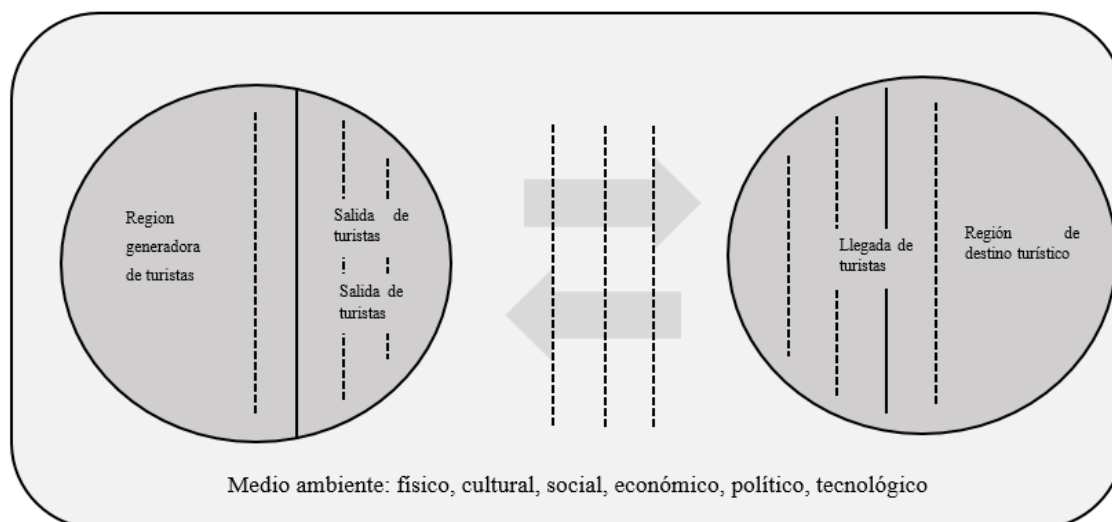 Region
generadora
de turistas
Salida de
turistas
Salida de
turistas
Llegada de
turistas
Región de
destino turístico
Medio ambiente: físico, cultural, social, económico, político, tecnológico